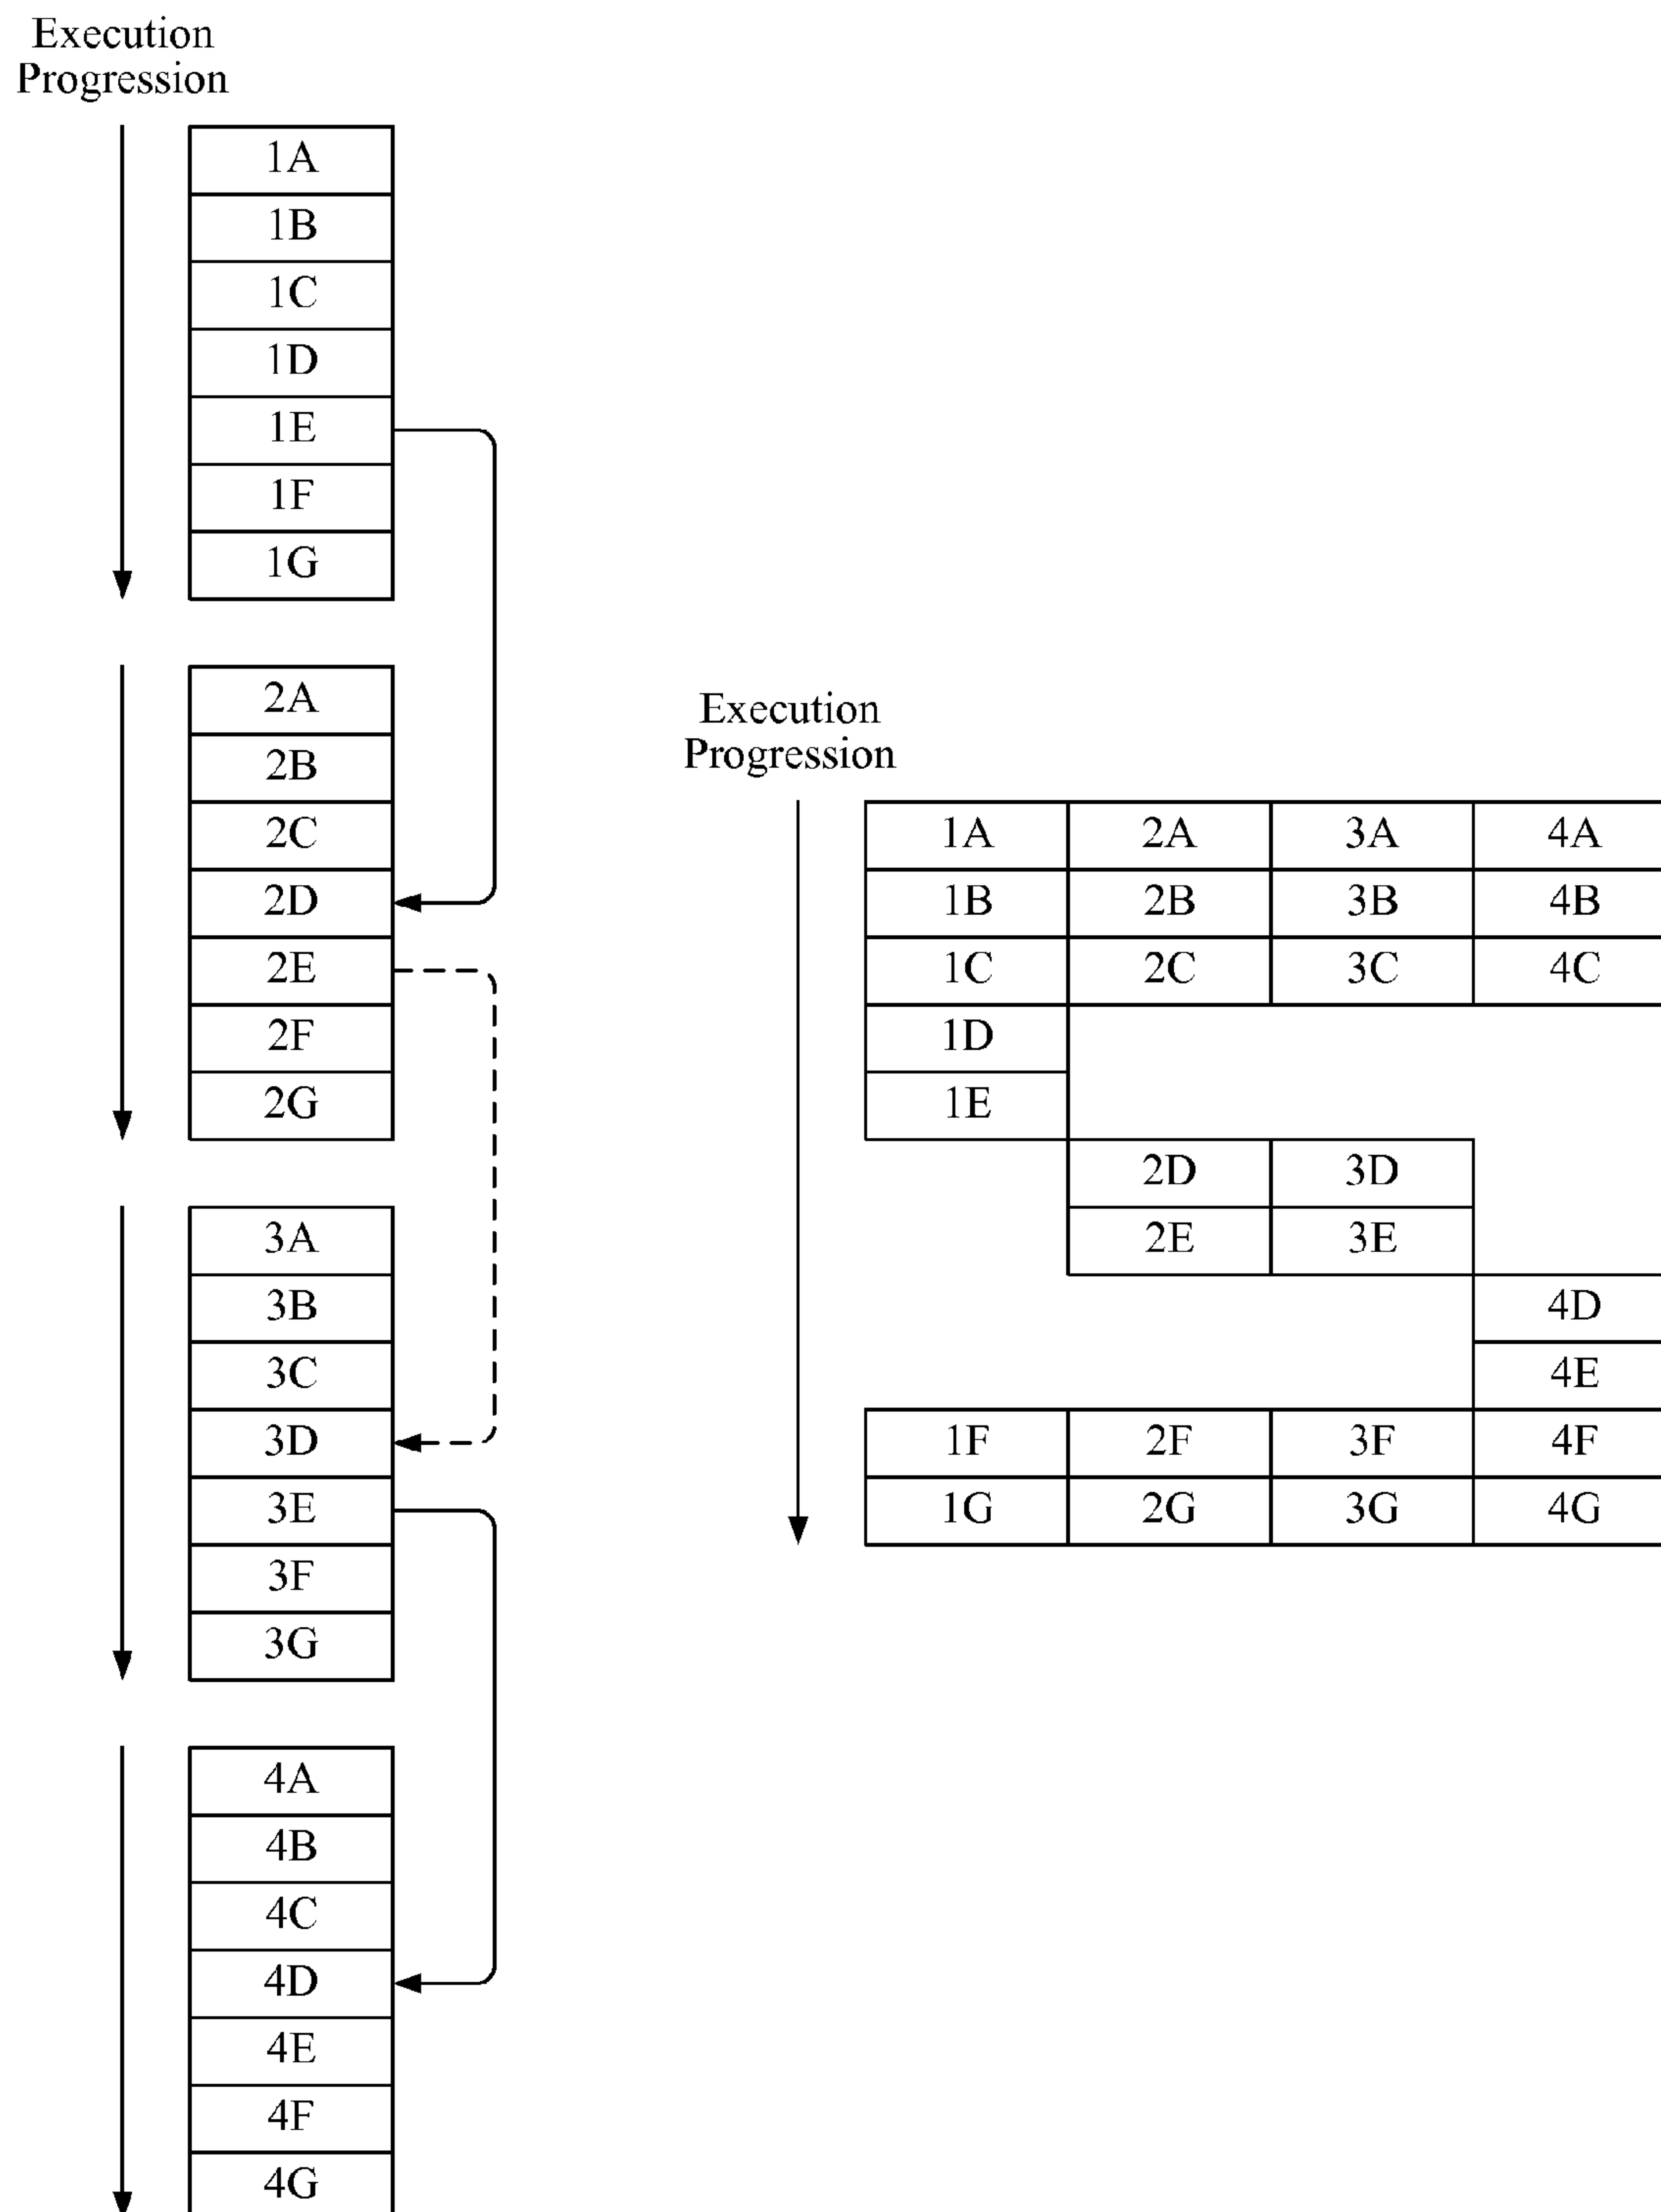 Execution
Progression
1A
1B
1C
1D
1E
1F
1G
2A
2B
2C
2D
2E
2F
2G
3A
3B
3C
3D
3E
3F
3G
4A
4B
4C
4D
4E
4F
4G
Execution
Progression
1A 2A 3A 4A
1B 2B 3B 4B
1C 2C 3C 4C
1D
1E
2D 3D
2E 3E
4D
4E
1F 2F 3F 4F
1G 2G 3G 4G